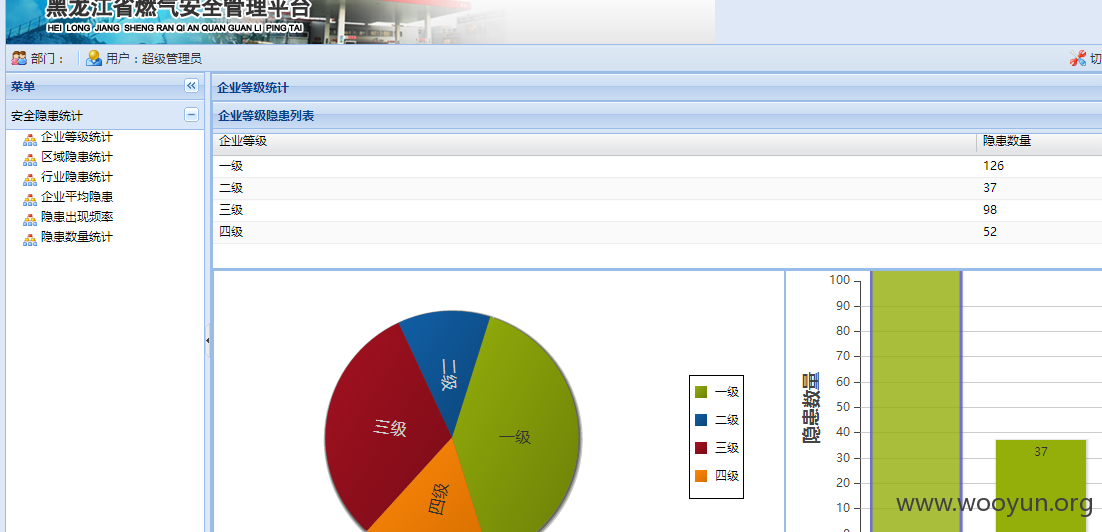 黑龙江省燃气安全管理平台
HEI LONG JIANG SHENG RAN QI AN QUAN GUAN LI PING TAI
部门： 用户：超级管理员 切
菜单
安全隐患统计
企业等级统计
区域隐患统计
行业隐患统计
企业平均隐患
隐患出现频率
隐患数量统计
企业等级统计
企业等级隐患列表
企业等级 隐患数量
一级 126
二级 37
三级 98
四级 52
二级
三级
一级
四级
一级
二级
三级
四级
隐患数量
100
90
80
70
60
50
40
30
20
10
0
37
www.wooyun.org